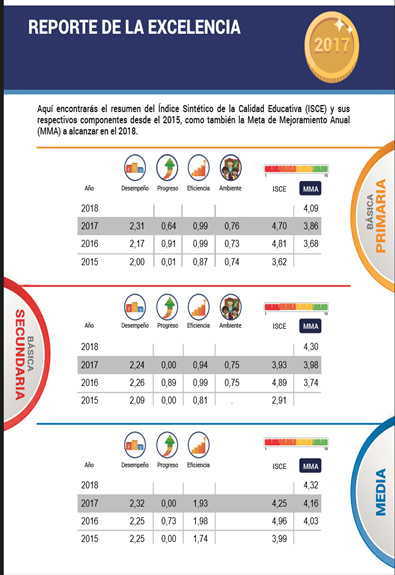 REPORTE DE LA EXCELENCIA
2017
Aquí encontrarás el resumen del Índice Sintético de la Calidad Educativa (ISCE) y sus
respectivos componentes desde el 2015, como también la Meta de Mejoramiento Anual
(MMA) a alcanzar en el 2018.
BÁSICA
PRIMARIA
Año Desempeño Progreso Eficiencia Ambiente ISCE MMA
2018 4,09
2017 2,31 0,64 0,99 0,76 4,70 3,86
2016 2,17 0,91 0,99 0,73 4,81 3,68
2015 2,00 0,01 0,87 0,74 3,62
BÁSICA
SECUNDARIA
Año Desempeño Progreso Eficiencia Ambiente ISCE MMA
2018 4,30
2017 2,24 0,00 0,94 0,75 3,93 3,98
2016 2,26 0,89 0,99 0,75 4,89 3,74
2015 2,09 0,00 0,81 . 2,91
MEDIA
Año Desempeño Progreso Eficiencia ISCE MMA
2018 4,32
2017 2,32 0,00 1,93 4,25 4,16
2016 2,25 0,73 1,98 4,96 4,03
2015 2,25 0,00 1,74 3,99